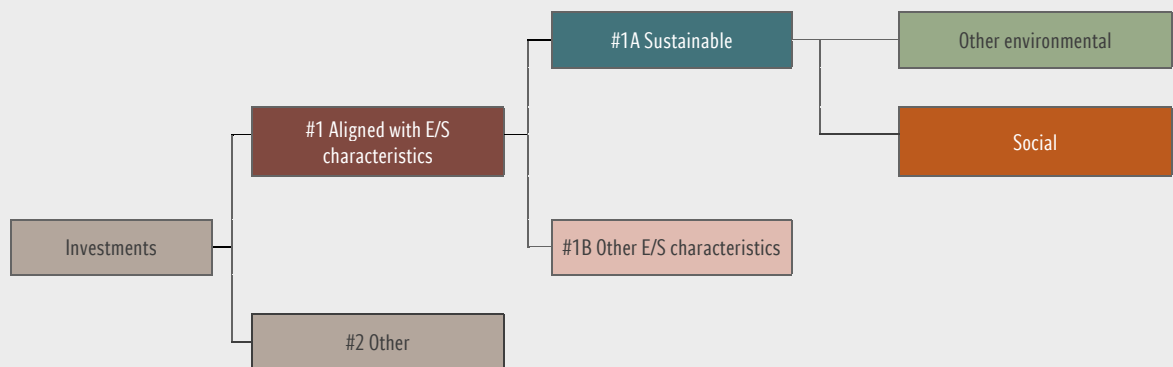 #1A Sustainable
Other environmental
#1 Aligned with E/S
characteristics
Social
Investments
#1B Other E/S characteristics
#2 Other